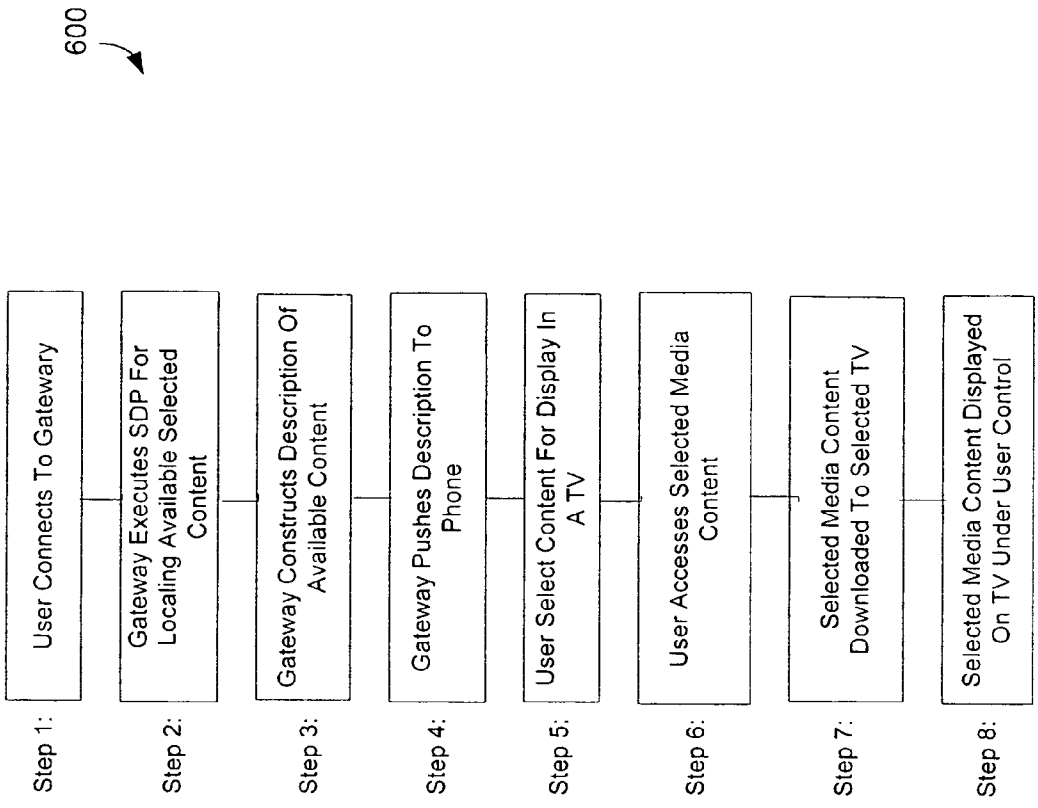 600
Step 1:
User Connects To Gatewary
Step 2:
Gateway Executes SDP For
Localing Available Selected
Content
Step 3:
Gateway Constructs Description Of
Available Content
Step 4:
Gateway Pushes Description To
Phone
Step 5:
User Select Content For Display In
A TV
Step 6:
User Accesses Selected Media
Content
Step 7:
Selected Media Content
Downloaded To Selected TV
Step 8:
Selected Media Content Displayed
On TV Under User Control